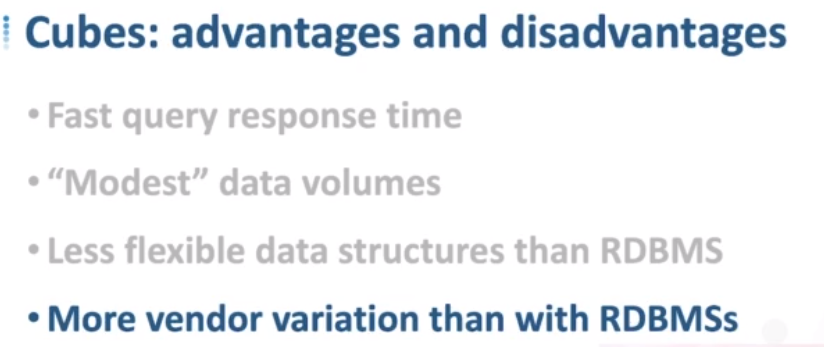 Cubes: advantages and disadvantages
• Fast query response time
• “Modest” data volumes
• Less flexible data structures than RDBMS
• More vendor variation than with RDBMSs